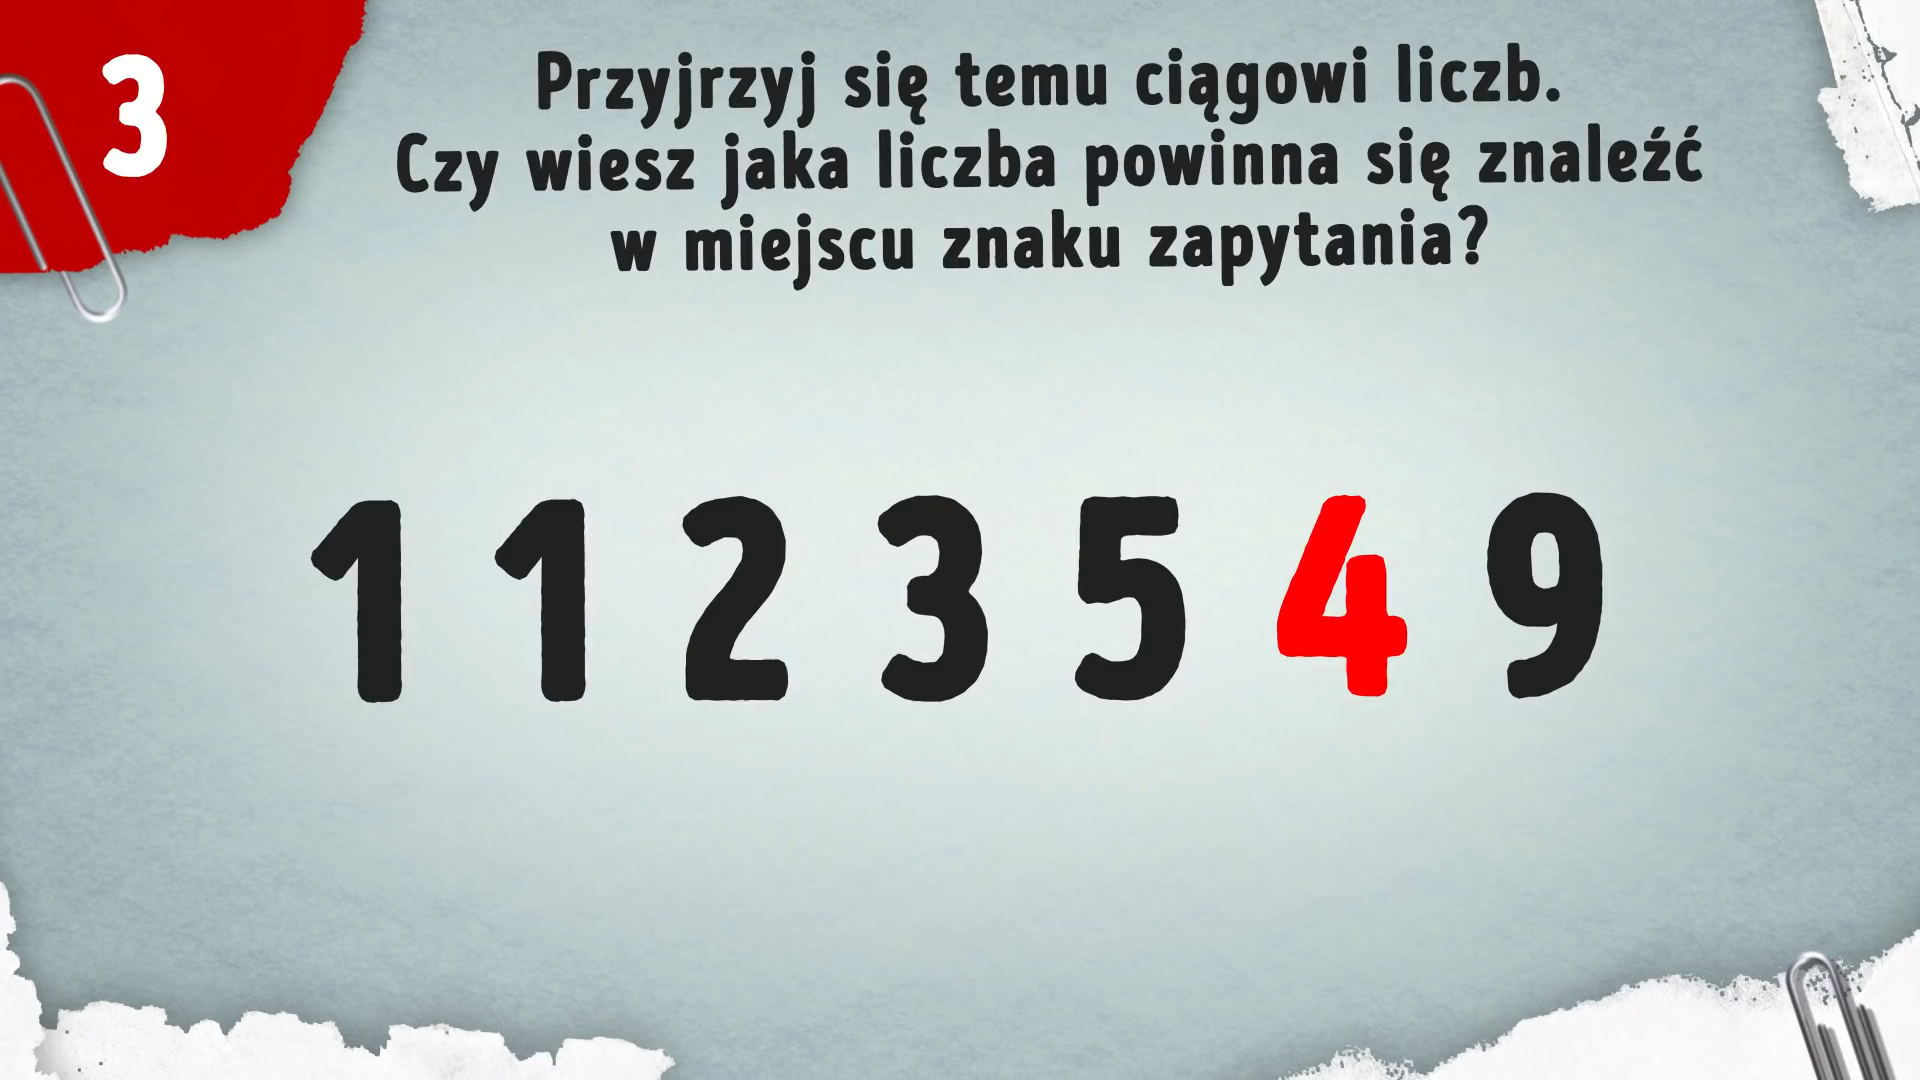 3
Przyjrzyj się temu ciągowi liczb.
Czy wiesz jaka liczba powinna się znaleźć
w miejscu znaku zapytania?
1 1 2 3 5 4 9